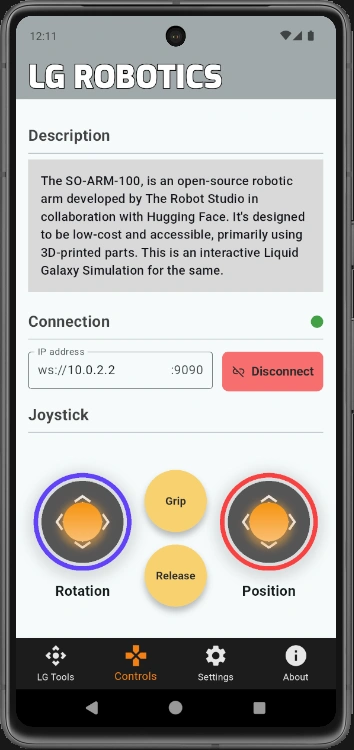 12:11
LG ROBOTICS
Description
The SO-ARM-100, is an open-source robotic
arm developed by The Robot Studio in
collaboration with Hugging Face. It's designed
to be low-cost and accessible, primarily using
3D-printed parts. This is an interactive Liquid
Galaxy Simulation for the same.
Connection
IP address
ws://10.0.2.2 :9090
Disconnect
Joystick
Grip
Release
Rotation
Position
LG Tools
Controls
Settings
About